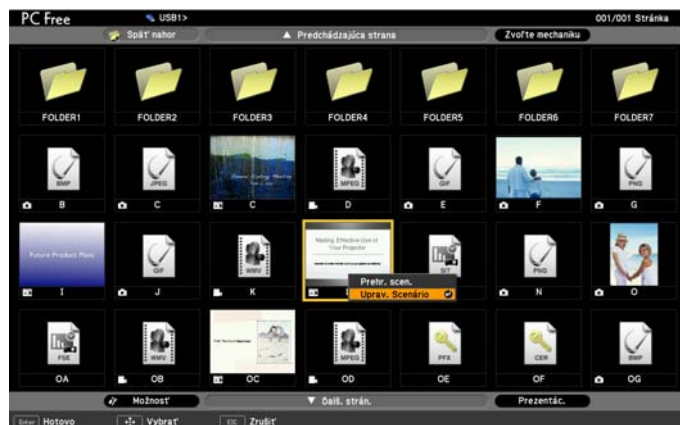 PC Free USB1> 001/001 Stránka
Späť nahor Predchádzajúca strana Zvoľte mechaniku
FOLDER1 FOLDER2 FOLDER3 FOLDER4 FOLDER5 FOLDER6 FOLDER7
BMP JPEG MPEG GIF PNG
B C C D E F G
Future Product Plans GIF WMV Making Effective Use of
Your Projector
SIT PNG
Prehr. scen.
Uprav. Scenário
I J K N O
FSE WMV MPEG PFX CER BMP
OA OB OC OD OE OF OG
Možnosť Ďalš. strán. Prezentác.
Enter Hotovo Vybrať ESC Zrušiť